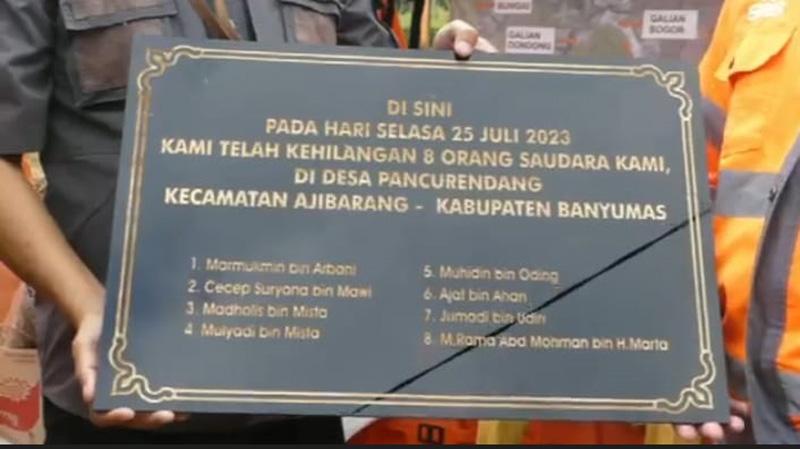 SUNGAI
GALIAN
DONDONG
GALIAN
BOGOR
DI SINI
PADA HARI SELASA 25 JULI 2023
KAMI TELAH KEHILANGAN 8 ORANG SAUDARA KAMI,
DI DESA PANCURENDANG
KECAMATAN AJIBARANG - KABUPATEN BANYUMAS
1. Marmulimin bin Arbani
2. Cecep Suryana bin Mawi
3. Madholis bin Mista
4 Mulyadi bin Mista
5. Muhidin bin Oding
6. Ajat bin Ahan
7. Jumadi bin Udin
8. M.Rama Abd Mohman bin H.Marta